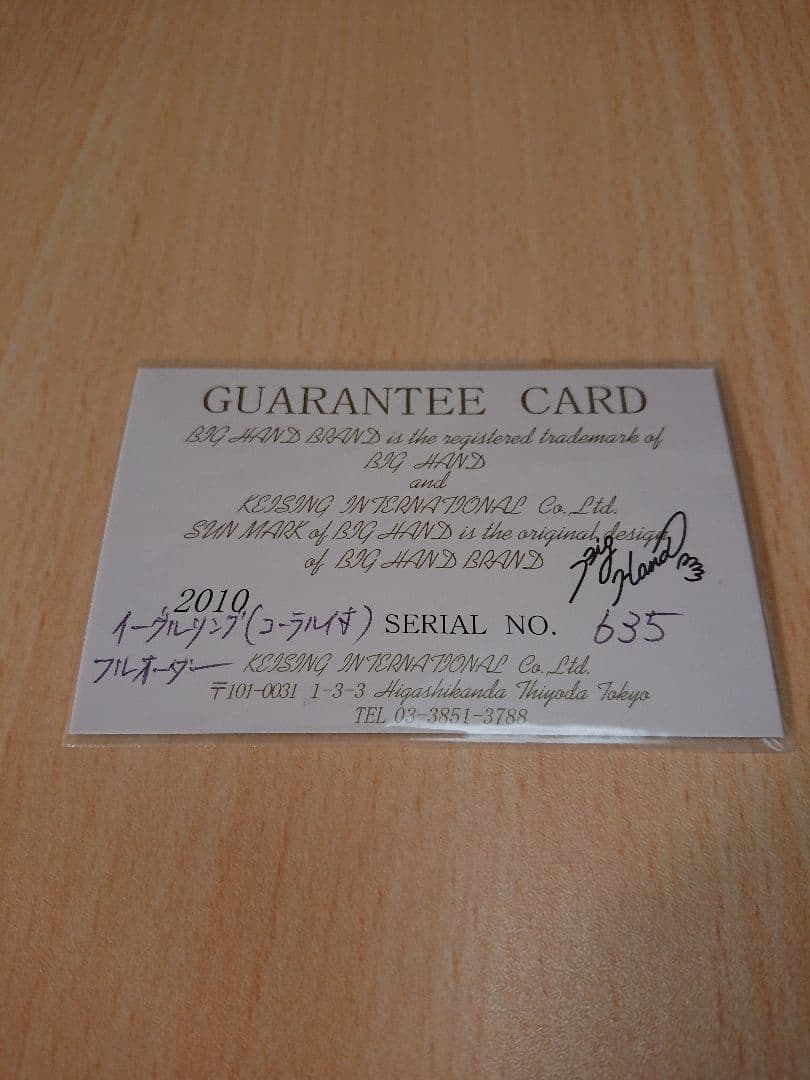 GUARANTEE CARD
BIG HAND BRAND is the registered trademark of
BIG HAND
and
KEISING INTERNATIONAL Co.,Ltd.
SUN MARK of BIG HAND is the original design
of BIG HAND BRAND
Big Hand
2010
イーグルリング(コーラル付) SERIAL NO. 635
フルオーダー KEISING INTERNATIONAL Co.,Ltd.
〒101-0031 1-3-3 Higashikanda Thiyoda Tokyo
TEL 03-3851-3788